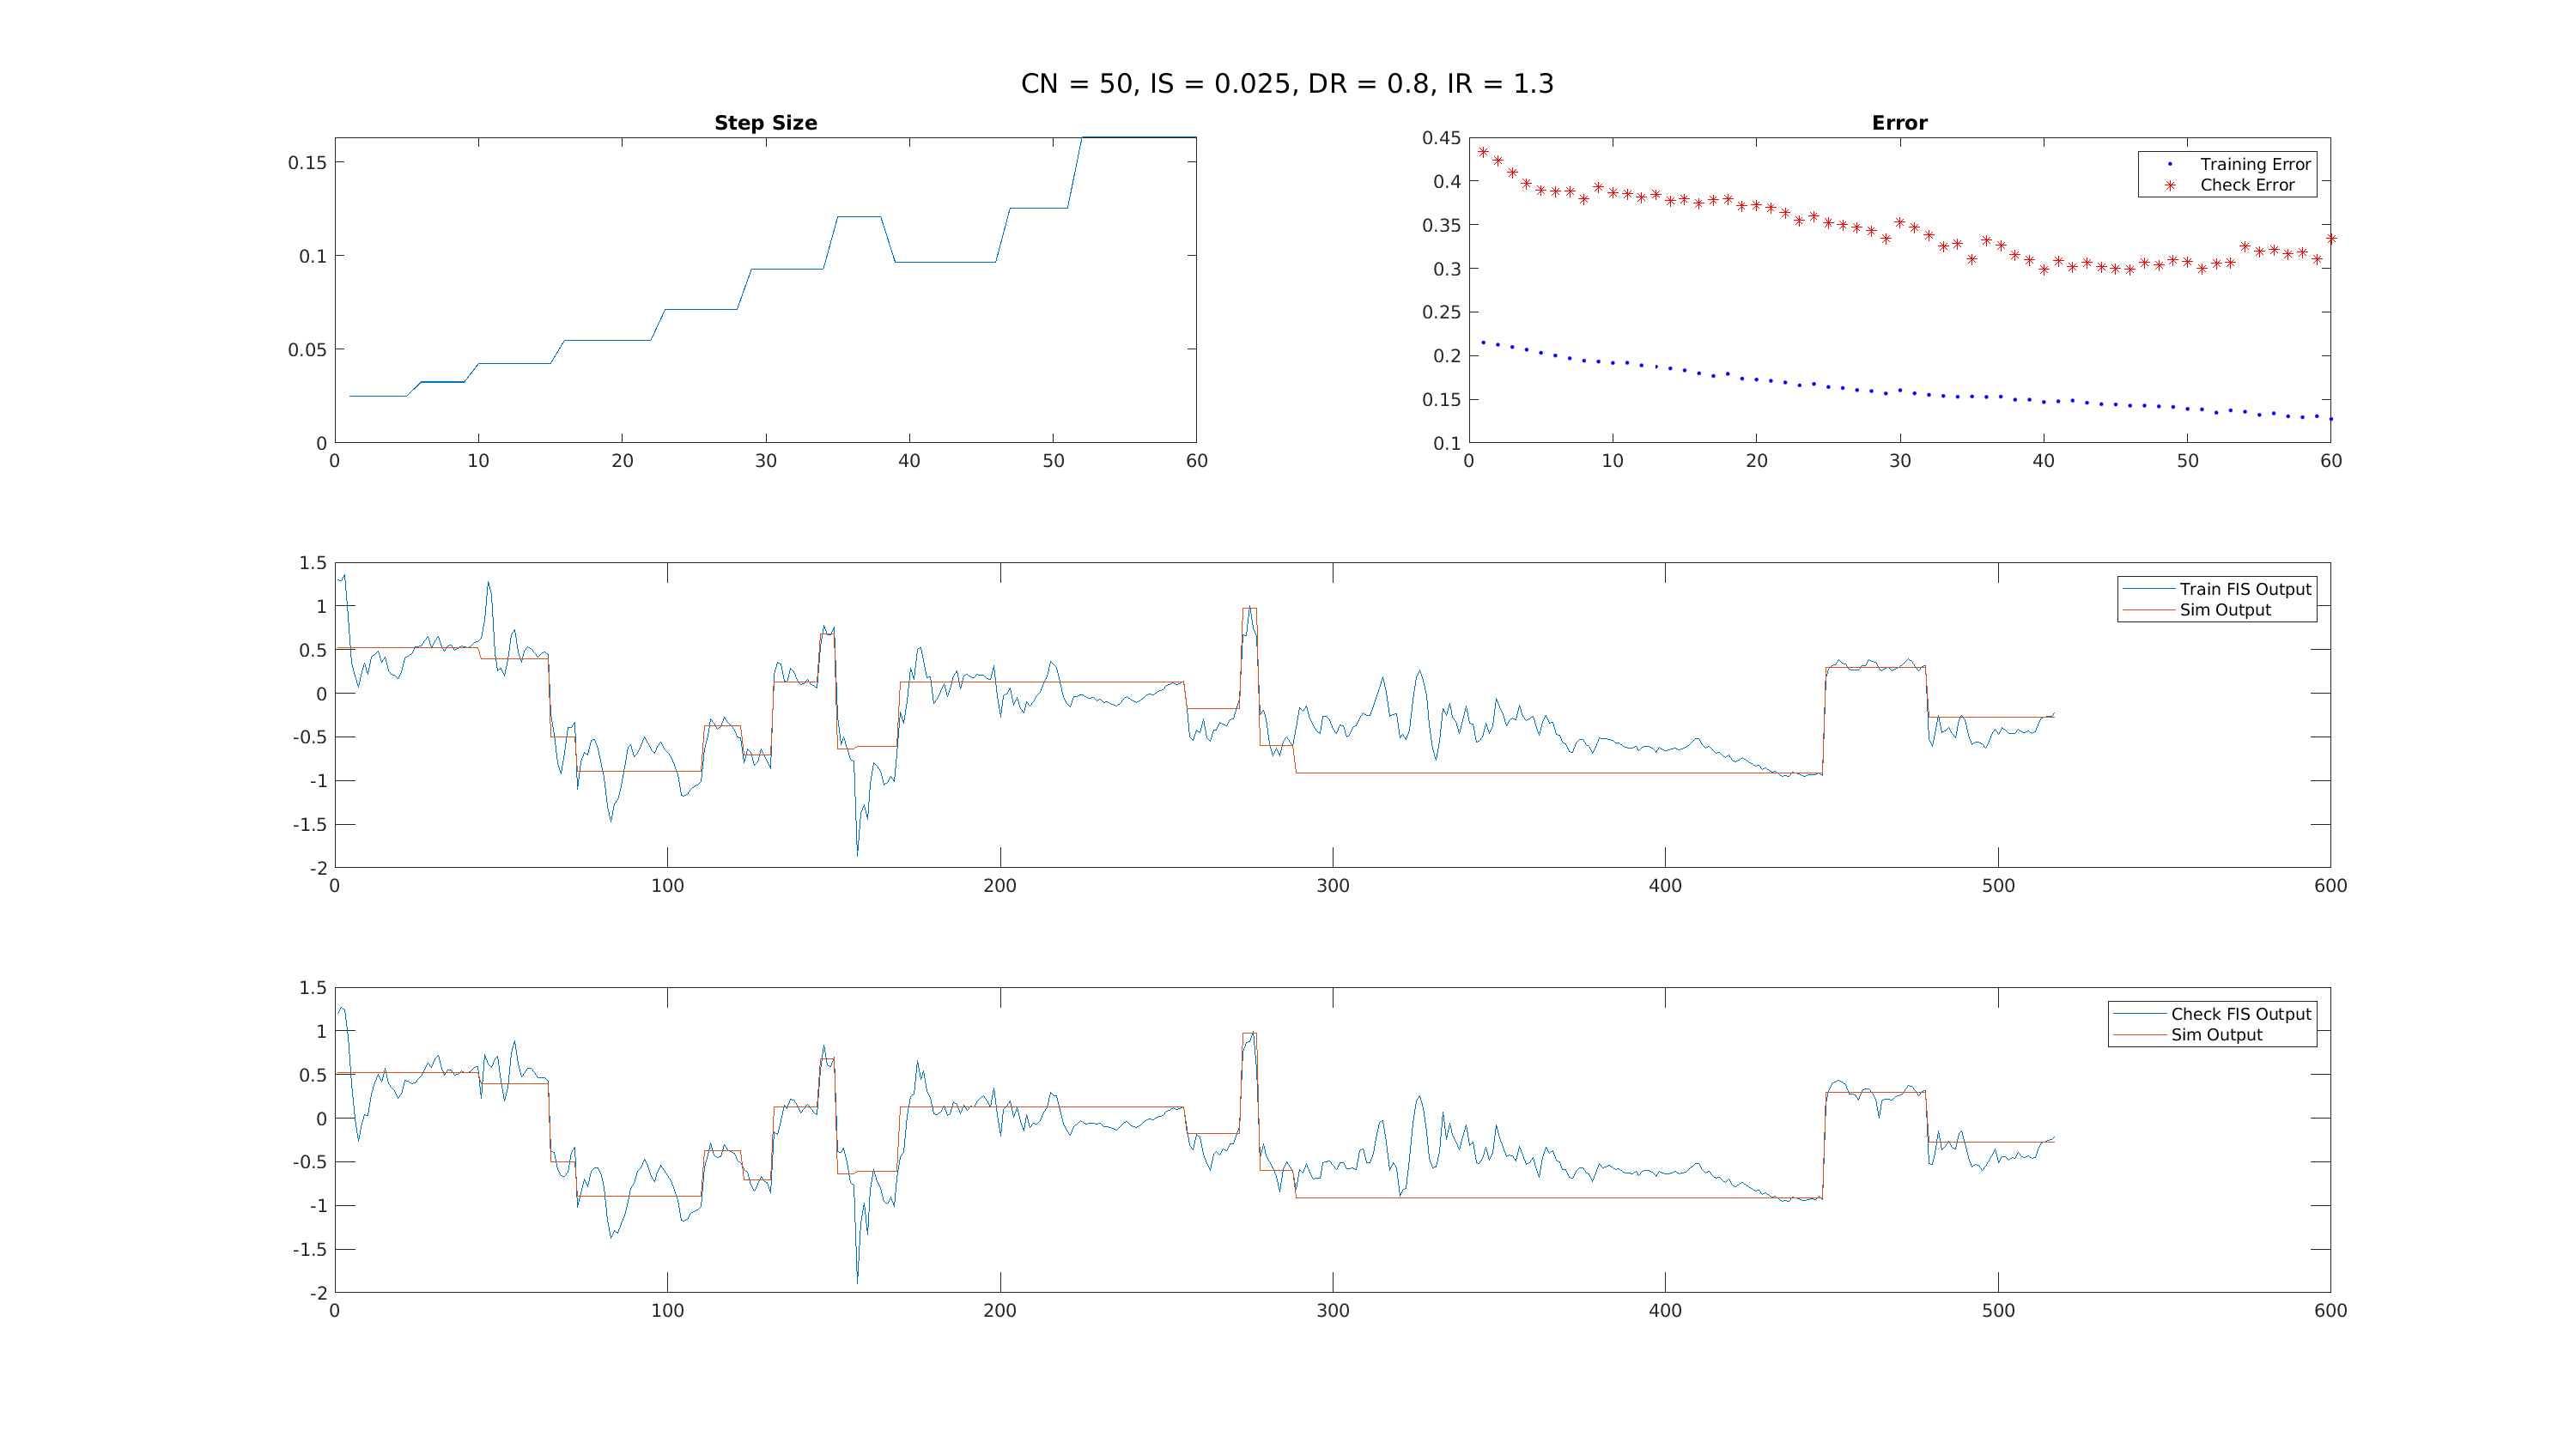 CN = 50, IS = 0.025, DR = 0.8, IR = 1.3
Step Size
0.15
0.1
0.05
0
0 10 20 30 40 50 60
Error
0.45
0.4
0.35
0.3
0.25
0.2
0.15
0.1
0 10 20 30 40 50 60
Training Error
Check Error
1.5
1
0.5
0
-0.5
-1
-1.5
-2
0 100 200 300 400 500 600
Train FIS Output
Sim Output
1.5
1
0.5
0
-0.5
-1
-1.5
-2
0 100 200 300 400 500 600
Check FIS Output
Sim Output